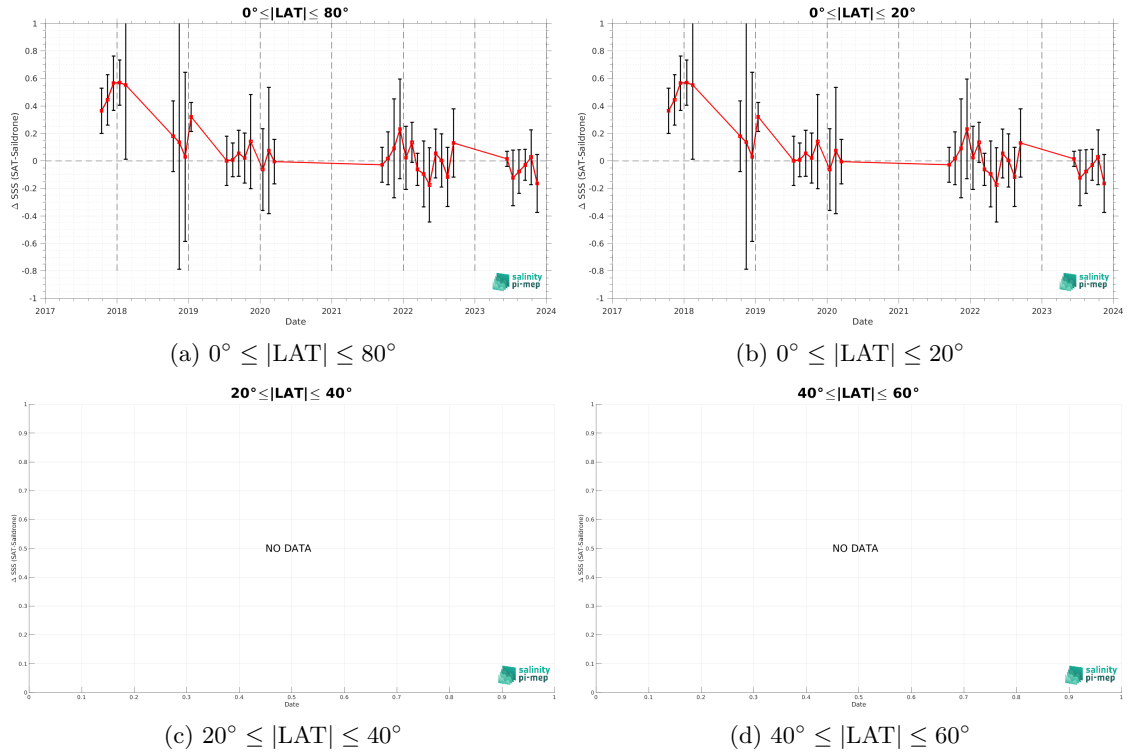 0°≤|LAT|≤ 80°
Δ SSS (SAT-Saildrone)
1
0.8
0.6
0.4
0.2
0
-0.2
-0.4
-0.6
-0.8
-1
2017 2018 2019 2020 2021 2022 2023 2024
Date
salinity
pi-mep
(a) 0° ≤ |LAT| ≤ 80°
0°≤|LAT|≤ 20°
Δ SSS (SAT-Saildrone)
1
0.8
0.6
0.4
0.2
0
-0.2
-0.4
-0.6
-0.8
-1
2017 2018 2019 2020 2021 2022 2023 2024
Date
salinity
pi-mep
(b) 0° ≤ |LAT| ≤ 20°
20°≤|LAT|≤ 40°
Δ SSS (SAT-Saildrone)
1
0.9
0.8
0.7
0.6
0.5
0.4
0.3
0.2
0.1
0
NO DATA
0 0.1 0.2 0.3 0.4 0.5 0.6 0.7 0.8 0.9 1
Date
salinity
pi-mep
(c) 20° ≤ |LAT| ≤ 40°
40°≤|LAT|≤ 60°
Δ SSS (SAT-Saildrone)
1
0.9
0.8
0.7
0.6
0.5
0.4
0.3
0.2
0.1
0
NO DATA
0 0.1 0.2 0.3 0.4 0.5 0.6 0.7 0.8 0.9 1
Date
salinity
pi-mep
(d) 40° ≤ |LAT| ≤ 60°